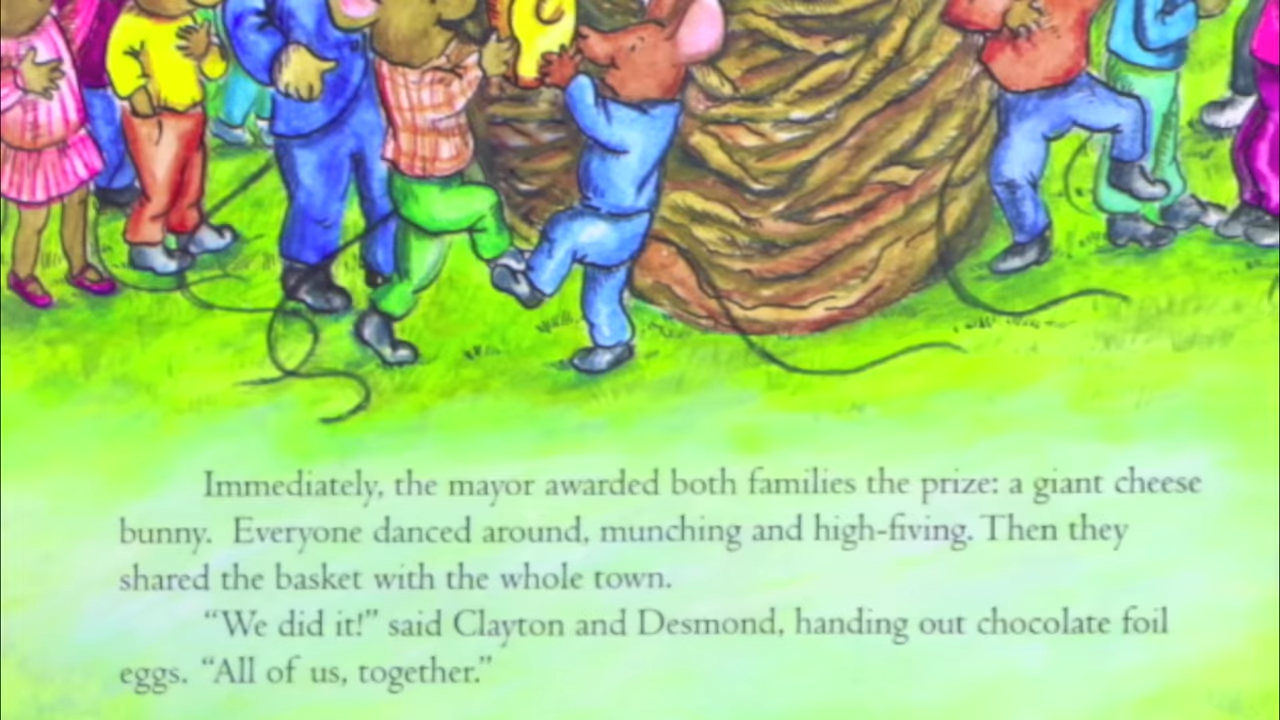 Immediately, the mayor awarded both families the prize: a giant cheese
bunny. Everyone danced around, munching and high-fiving. Then they
shared the basket with the whole town.
“We did it!” said Clayton and Desmond, handing out chocolate foil
eggs. “All of us, together.”